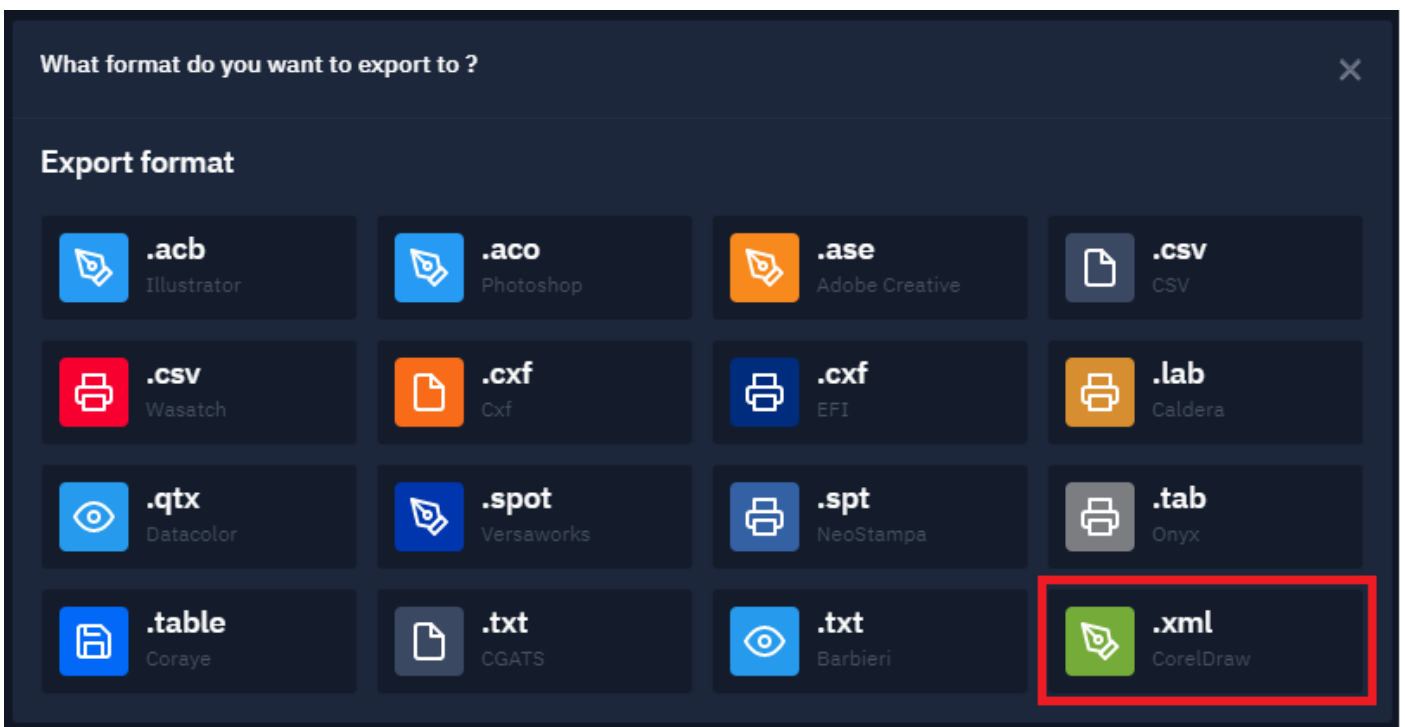 What format do you want to export to ?
Export format
.acb
Illustrator
.aco
Photoshop
.ase
Adobe Creative
.csv
CSV
.csv
Wasatch
.cxf
Cxf
.cxf
EFI
.lab
Caldera
.qtx
Datacolor
.spot
Versaworks
.spt
NeoStampa
.tab
Onyx
.table
Coraye
.txt
CGATS
.txt
Barbieri
.xml
CorelDraw